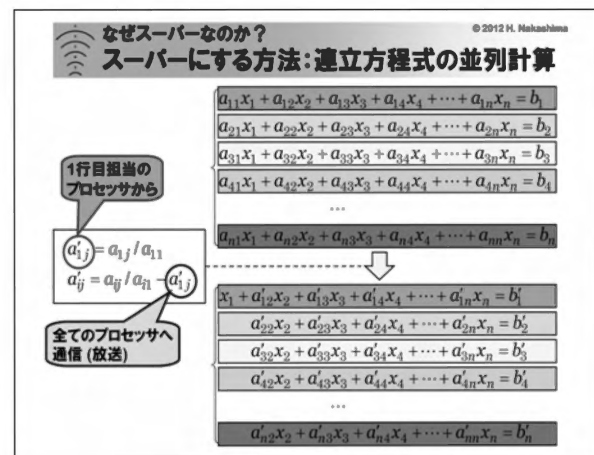 なぜスーパーなのか？
© 2012 H. Nakashima
スーパーにする方法：連立方程式の並列計算
a₁₁x₁ + a₁₂x₂ + a₁₃x₃ + a₁₄x₄ + ⋯ + a₁ₙxₙ = b₁
a₂₁x₁ + a₂₂x₂ + a₂₃x₃ + a₂₄x₄ + ⋯ + a₂ₙxₙ = b₂
a₃₁x₁ + a₃₂x₂ + a₃₃x₃ + a₃₄x₄ + ⋯ + a₃ₙxₙ = b₃
a₄₁x₁ + a₄₂x₂ + a₄₃x₃ + a₄₄x₄ + ⋯ + a₄ₙxₙ = b₄
…
aₙ₁x₁ + aₙ₂x₂ + aₙ₃x₃ + aₙ₄x₄ + ⋯ + aₙₙxₙ = bₙ
1行目担当の
プロセッサから
a′₁ⱼ = a₁ⱼ / a₁₁
a′ᵢⱼ = aᵢⱼ / aᵢ₁ − a′₁ⱼ
全てのプロセッサへ
通信 (放送)
x₁ + a′₁₂x₂ + a′₁₃x₃ + a′₁₄x₄ + ⋯ + a′₁ₙxₙ = b′₁
a′₂₂x₂ + a′₂₃x₃ + a′₂₄x₄ + ⋯ + a′₂ₙxₙ = b′₂
a′₃₂x₂ + a′₃₃x₃ + a′₃₄x₄ + ⋯ + a′₃ₙxₙ = b′₃
a′₄₂x₂ + a′₄₃x₃ + a′₄₄x₄ + ⋯ + a′₄ₙxₙ = b′₄
…
a′ₙ₂x₂ + a′ₙ₃x₃ + a′ₙ₄x₄ + ⋯ + a′ₙₙxₙ = b′ₙ